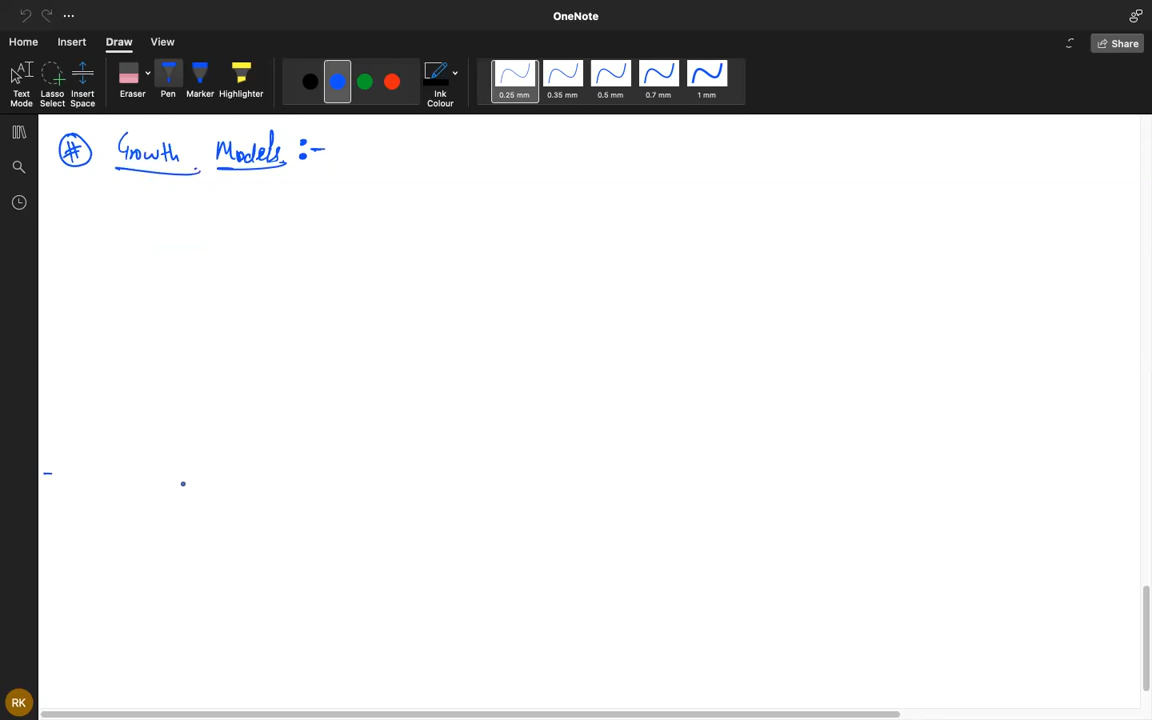 OneNote
Home Insert Draw View
Share
Text Mode Lasso Select Insert Space Eraser Pen Marker Highlighter Ink Colour 0.25 mm 0.35 mm 0.5 mm 0.7 mm 1 mm
# Growth Models :-
RK